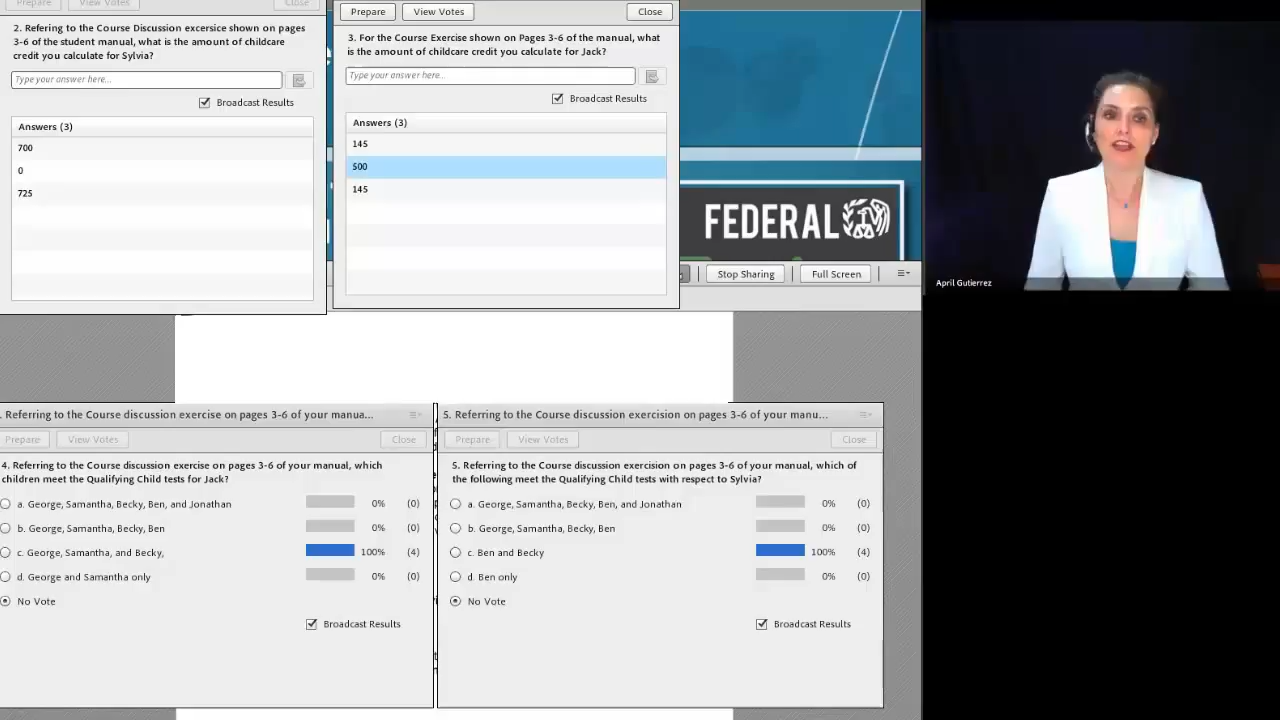 Prepare
View Votes
Close
2. Refering to the Course Discussion excersice shown on pages
3-6 of the student manual, what is the amount of childcare
credit you calculate for Sylvia?
Type your answer here...
Broadcast Results
Answers (3)
700
0
725
Prepare
View Votes
Close
3. For the Course Exercise shown on Pages 3-6 of the manual, what
is the amount of childcare credit you calculate for Jack?
Type your answer here...
Broadcast Results
Answers (3)
145
500
145
FEDERAL
Stop Sharing
Full Screen
April Gutierrez
. Referring to the Course discussion exercise on pages 3-6 of your manua...
Prepare
View Votes
Close
4. Referring to the Course discussion exercise on pages 3-6 of your manual, which
children meet the Qualifying Child tests for Jack?
a. George, Samantha, Becky, Ben, and Jonathan 0% (0)
b. George, Samantha, Becky, Ben 0% (0)
c. George, Samantha, and Becky, 100% (4)
d. George and Samantha only 0% (0)
No Vote
Broadcast Results
5. Referring to the Course discussion exercision on pages 3-6 of your manu...
Prepare
View Votes
Close
5. Referring to the Course discussion exercision on pages 3-6 of your manual, which of
the following meet the Qualifying Child tests with respect to Sylvia?
a. George, Samantha, Becky, Ben, and Jonathan 0% (0)
b. George, Samantha, Becky, Ben 0% (0)
c. Ben and Becky 100% (4)
d. Ben only 0% (0)
No Vote
Broadcast Results